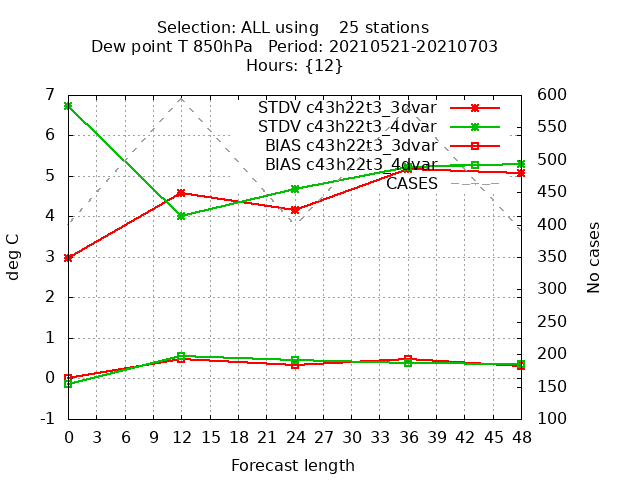 Selection: ALL using    25 stations
Dew point T 850hPa   Period: 20210521-20210703
Hours: {12}
STDV c43h22t3_3dvar
STDV c43h22t3_4dvar
BIAS c43h22t3_3dvar
BIAS c43h22t3_4dvar
CASES
deg C
7
6
5
4
3
2
1
0
-1
No cases
600
550
500
450
400
350
300
250
200
150
100
0 3 6 9 12 15 18 21 24 27 30 33 36 39 42 45 48
Forecast length